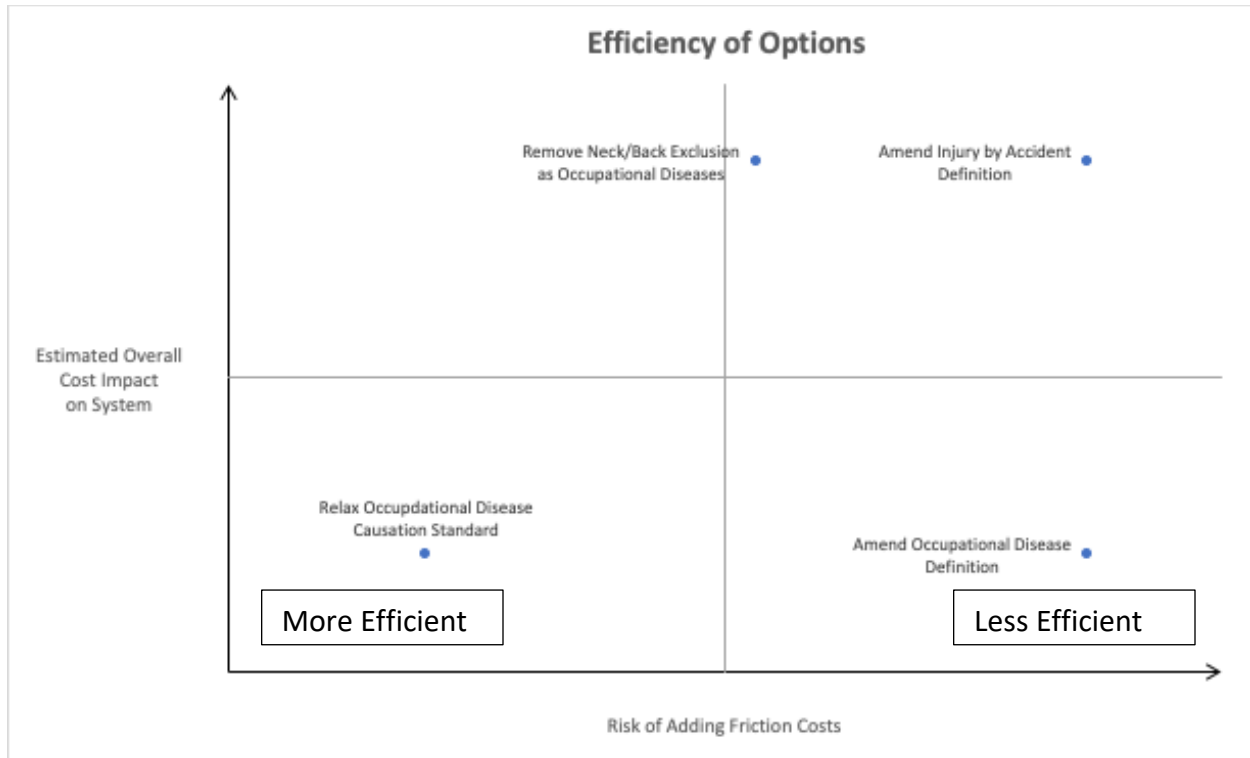 Efficiency of Options
Remove Neck/Back Exclusion
as Occupational Diseases
Amend Injury by Accident
Definition
Estimated Overall
Cost Impact
on System
Relax Occupdational Disease
Causation Standard
Amend Occupational Disease
Definition
More Efficient
Less Efficient
Risk of Adding Friction Costs